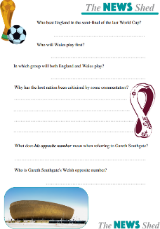 The NEWS Shed
Who beat England in the semi-final of the last World Cup?
Who will Wales play first?
In which group will both England and Wales play?
Why has the host nation been criticised by some commentators?
What does his opposite number mean when referring to Gareth Southgate?
Who is Gareth Southgate's Welsh opposite number?
The NEWS Shed